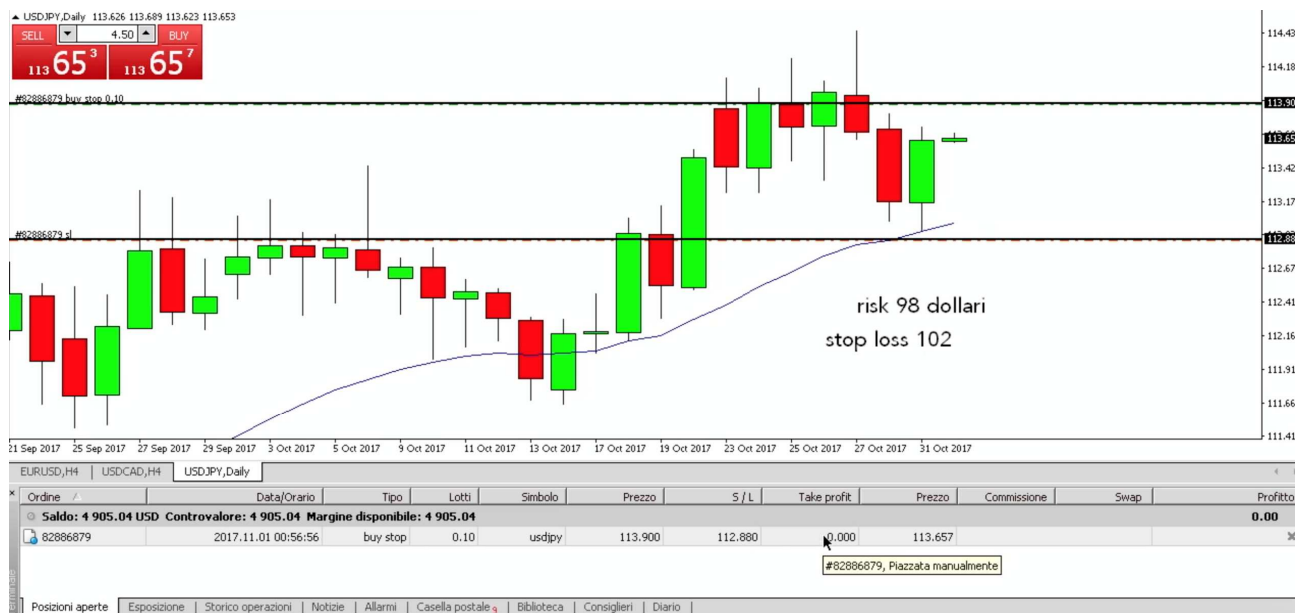 USDJPY,Daily 113.626 113.689 113.623 113.653
SELL 4.50 BUY
113 65 3 113 65 7
114.43
114.18
#82886879 buy stop 0.10
113.90
113.65
113.42
113.17
#82886879 sl
112.88
112.67
risk 98 dollari
112.41
stop loss 102
112.16
111.91
111.66
111.41
21 Sep 2017 25 Sep 2017 27 Sep 2017 29 Sep 2017 3 Oct 2017 5 Oct 2017 9 Oct 2017 11 Oct 2017 13 Oct 2017 17 Oct 2017 19 Oct 2017 23 Oct 2017 25 Oct 2017 27 Oct 2017 31 Oct 2017
EURUSD,H4 USDCAD,H4 USDJPY,Daily
Ordine Data/Orario Tipo Lotti Simbolo Prezzo S / L Take profit Prezzo Commissione Swap Profitto
Saldo: 4 905.04 USD Controvalore: 4 905.04 Margine disponibile: 4 905.04 0.00
82886879 2017.11.01 00:56:56 buy stop 0.10 usdjpy 113.900 112.880 0.000 113.657
#82886879, Piazzata manualmente
Posizioni aperte Esposizione Storico operazioni Notizie Allarmi Casella postale 9 Biblioteca Consiglieri Diario